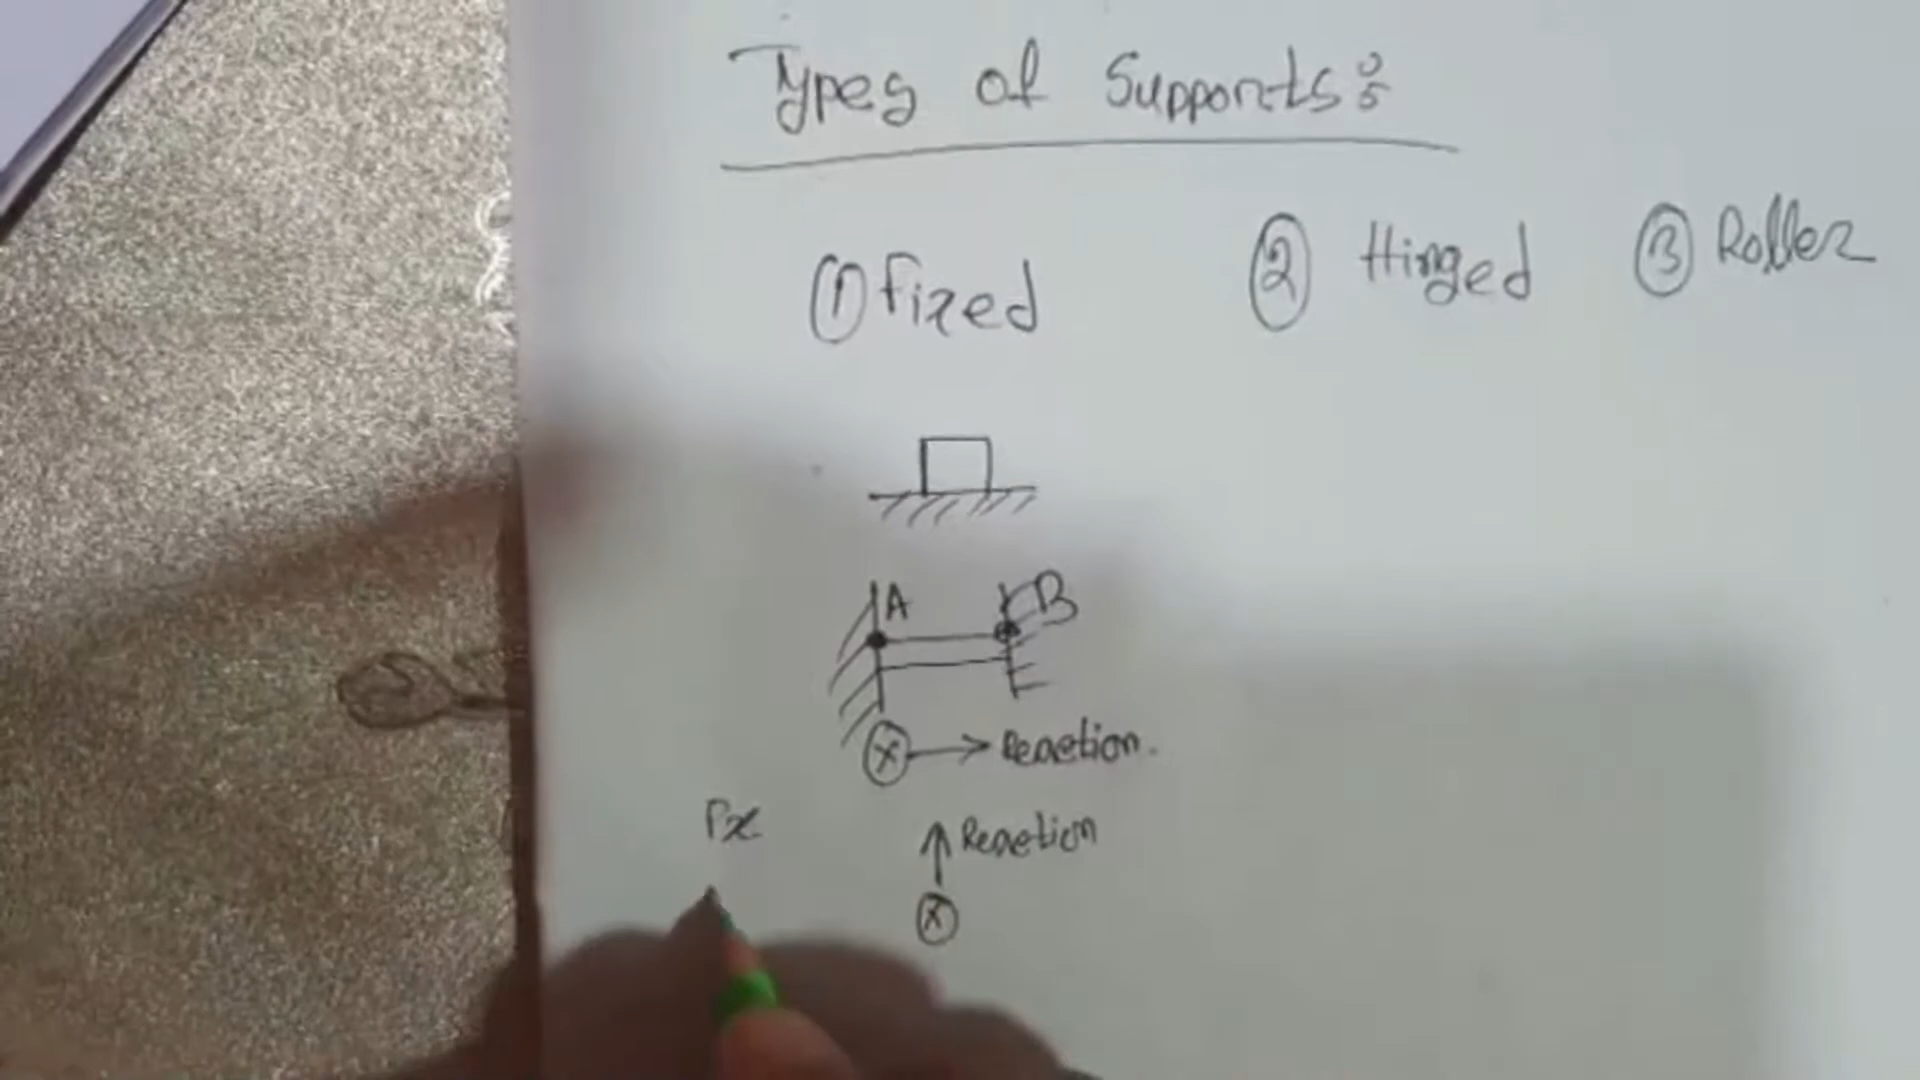 Types of Supports:
① fixed ② Hinged ③ Roller
A B
X → Reaction.
Px
↑ Reaction
X